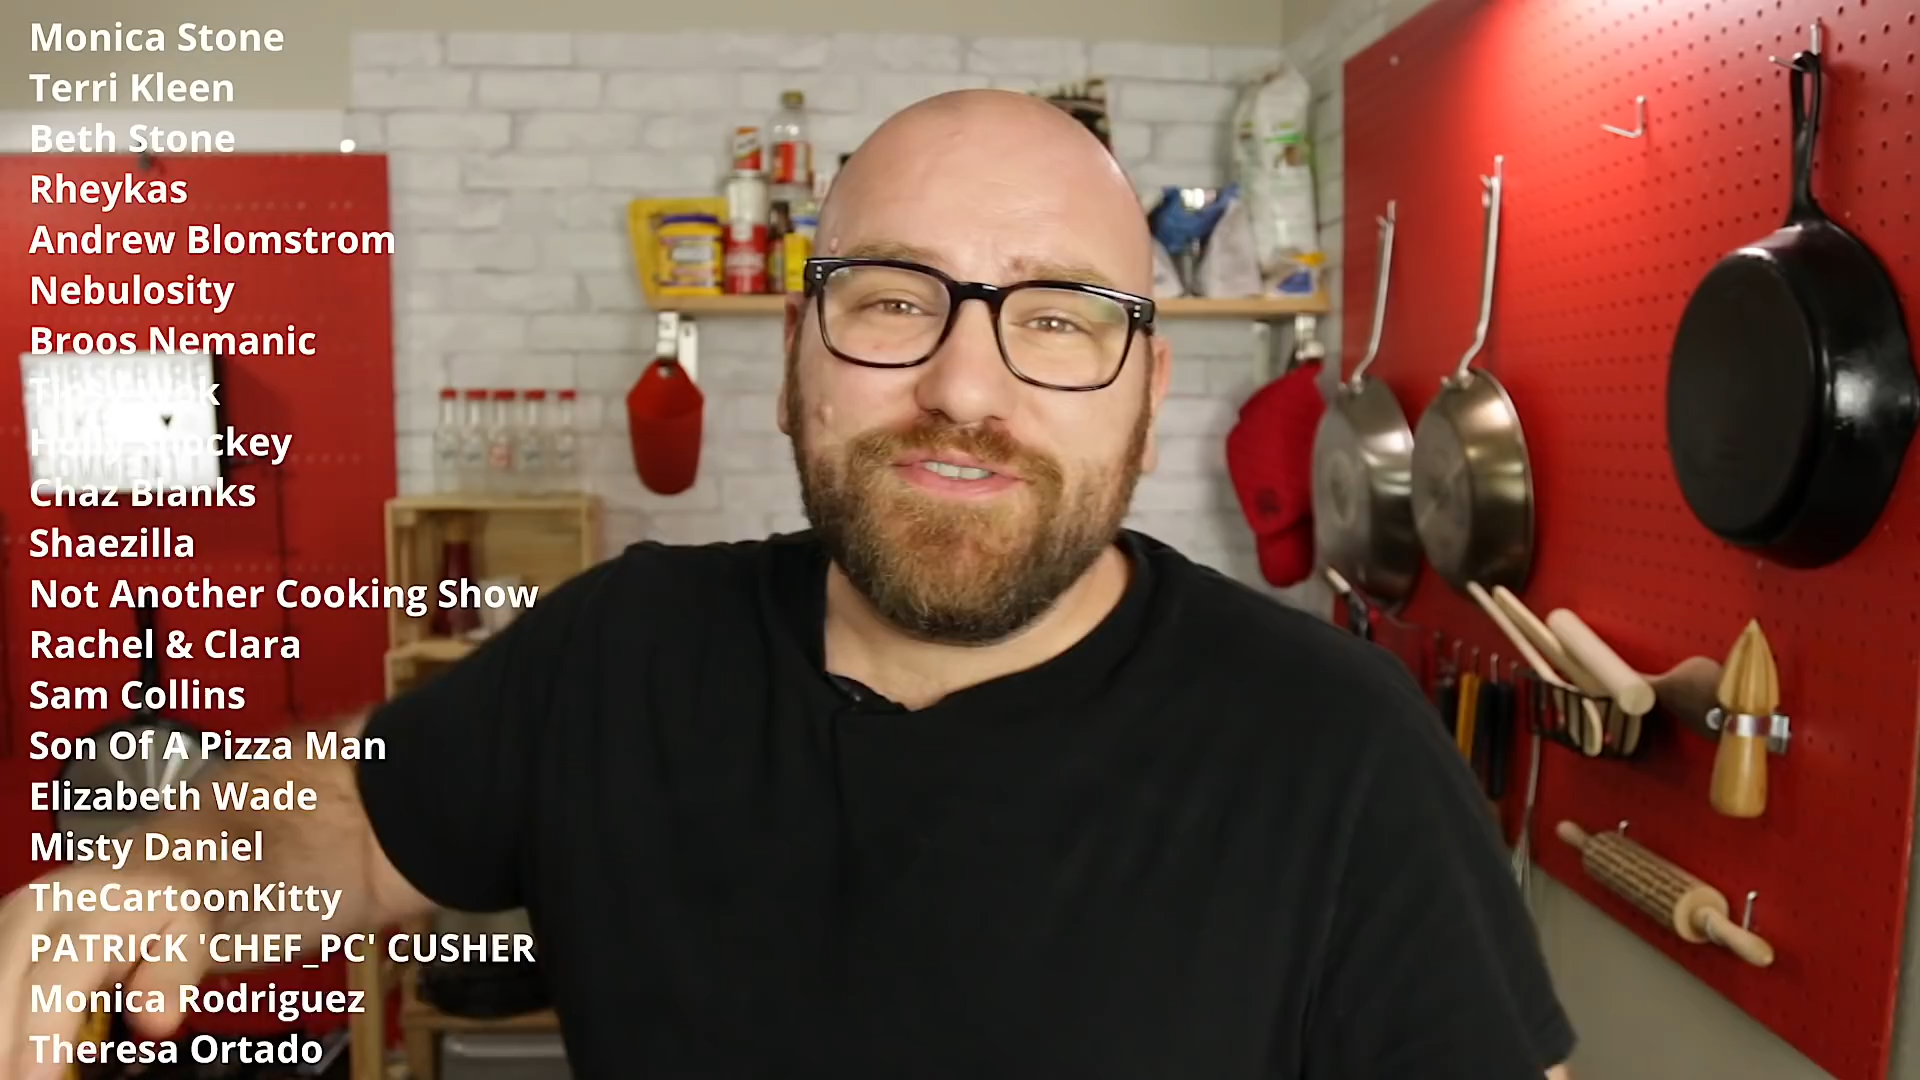 Monica Stone
Terri Kleen
Beth Stone
Rheykas
Andrew Blomstrom
Nebulosity
Broos Nemanic
Chaz Blanks
Shaezilla
Not Another Cooking Show
Rachel & Clara
Sam Collins
Son Of A Pizza Man
Elizabeth Wade
Misty Daniel
TheCartoonKitty
PATRICK 'CHEF_PC' CUSHER
Monica Rodriguez
Theresa Ortado